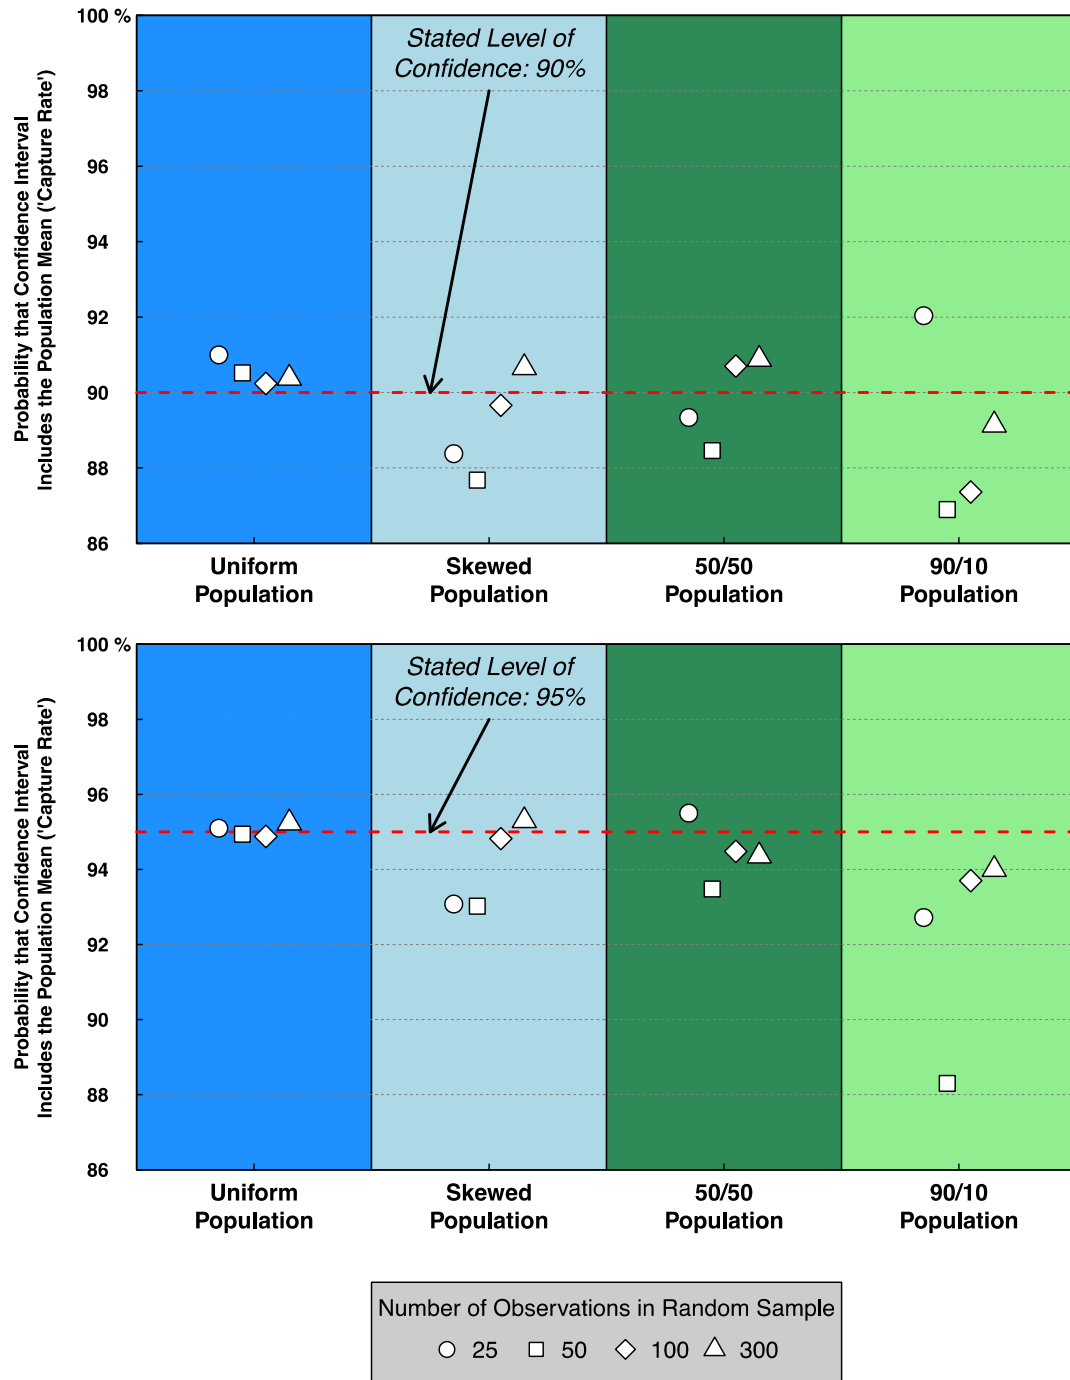 Probability that Confidence Interval
Includes the Population Mean ('Capture Rate')
100 %
98
96
94
92
90
88
86
Stated Level of
Confidence: 90%
Uniform
Population
Skewed
Population
50/50
Population
90/10
Population
Probability that Confidence Interval
Includes the Population Mean ('Capture Rate')
100 %
98
96
94
92
90
88
86
Stated Level of
Confidence: 95%
Uniform
Population
Skewed
Population
50/50
Population
90/10
Population
Number of Observations in Random Sample
25 50 100 300